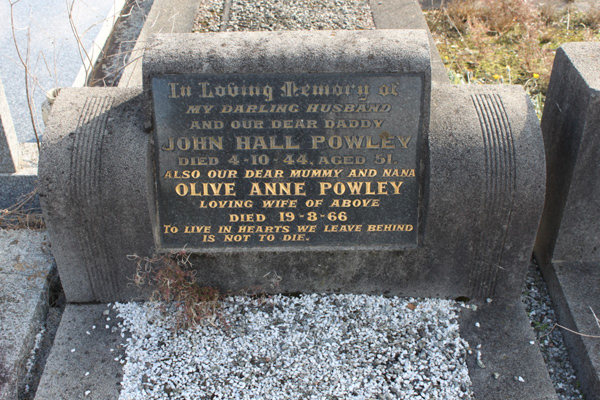 In Loving Memory of
MY DARLING HUSBAND
AND OUR DEAR DADDY
JOHN HALL POWLEY
DIED 4-10-44. AGED 51.
ALSO OUR DEAR MUMMY AND NANA
OLIVE ANNE POWLEY
LOVING WIFE OF ABOVE
DIED 19-8-66
TO LIVE IN HEARTS WE LEAVE BEHIND
IS NOT TO DIE.